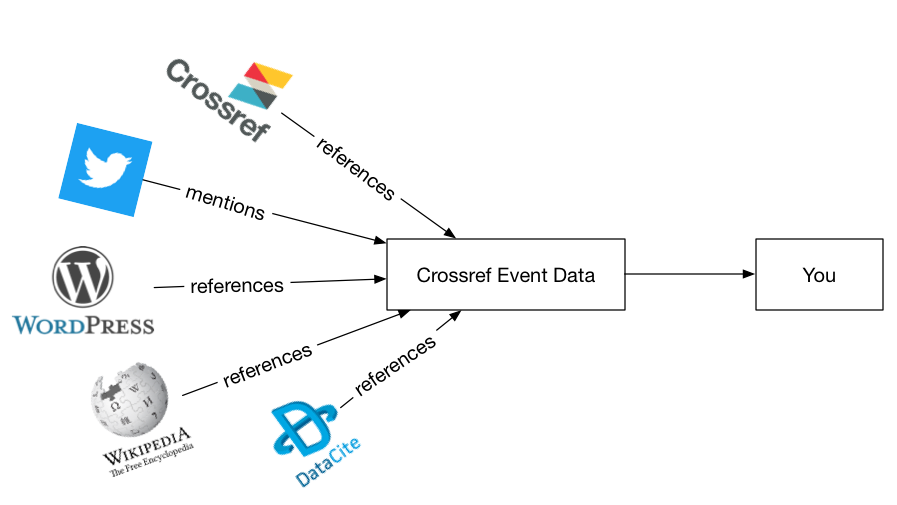 Crossref
references
mentions
WORDPRESS
references
Crossref Event Data
You
references
WIKIPEDIA
The Free Encyclopedia
references
DataCite